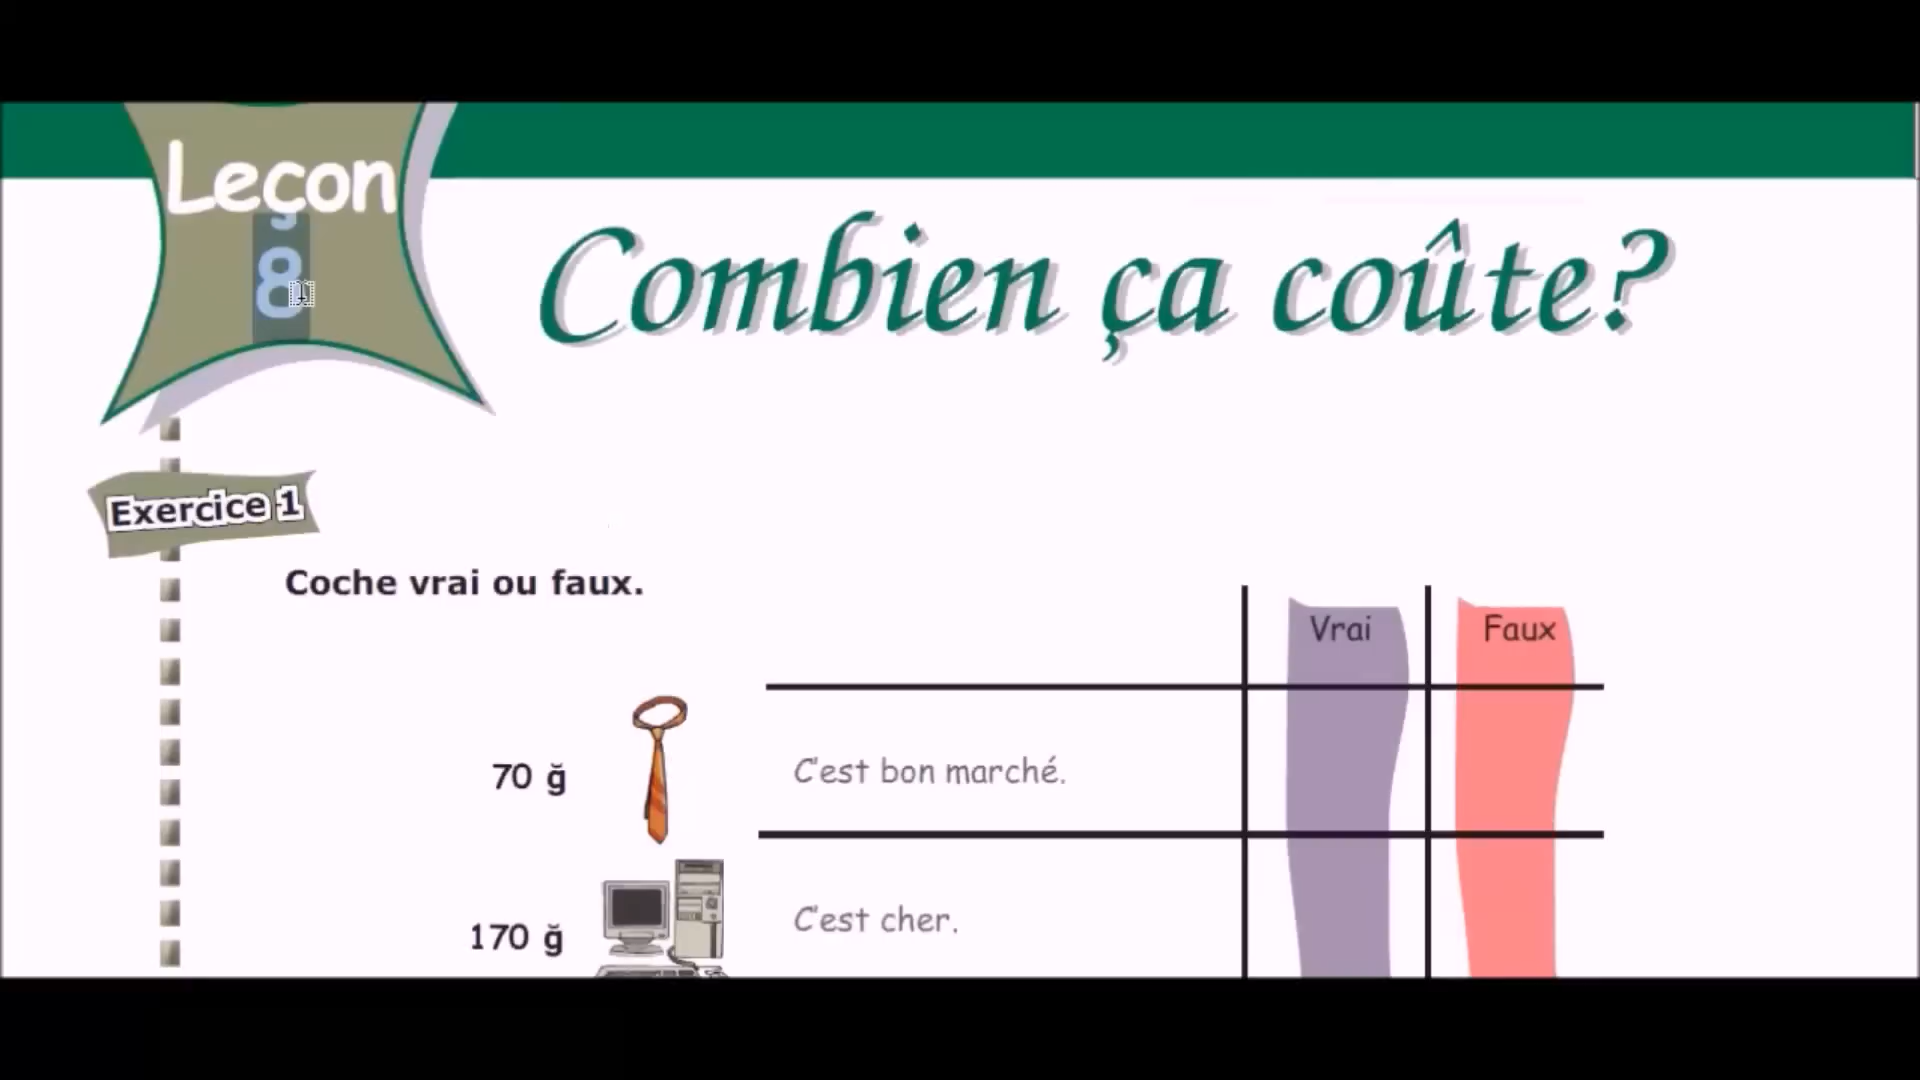 Leçon
8
Combien ça coûte?
Exercice 1
Coche vrai ou faux.
Vrai Faux
70 ğ C'est bon marché.
170 ğ C'est cher.